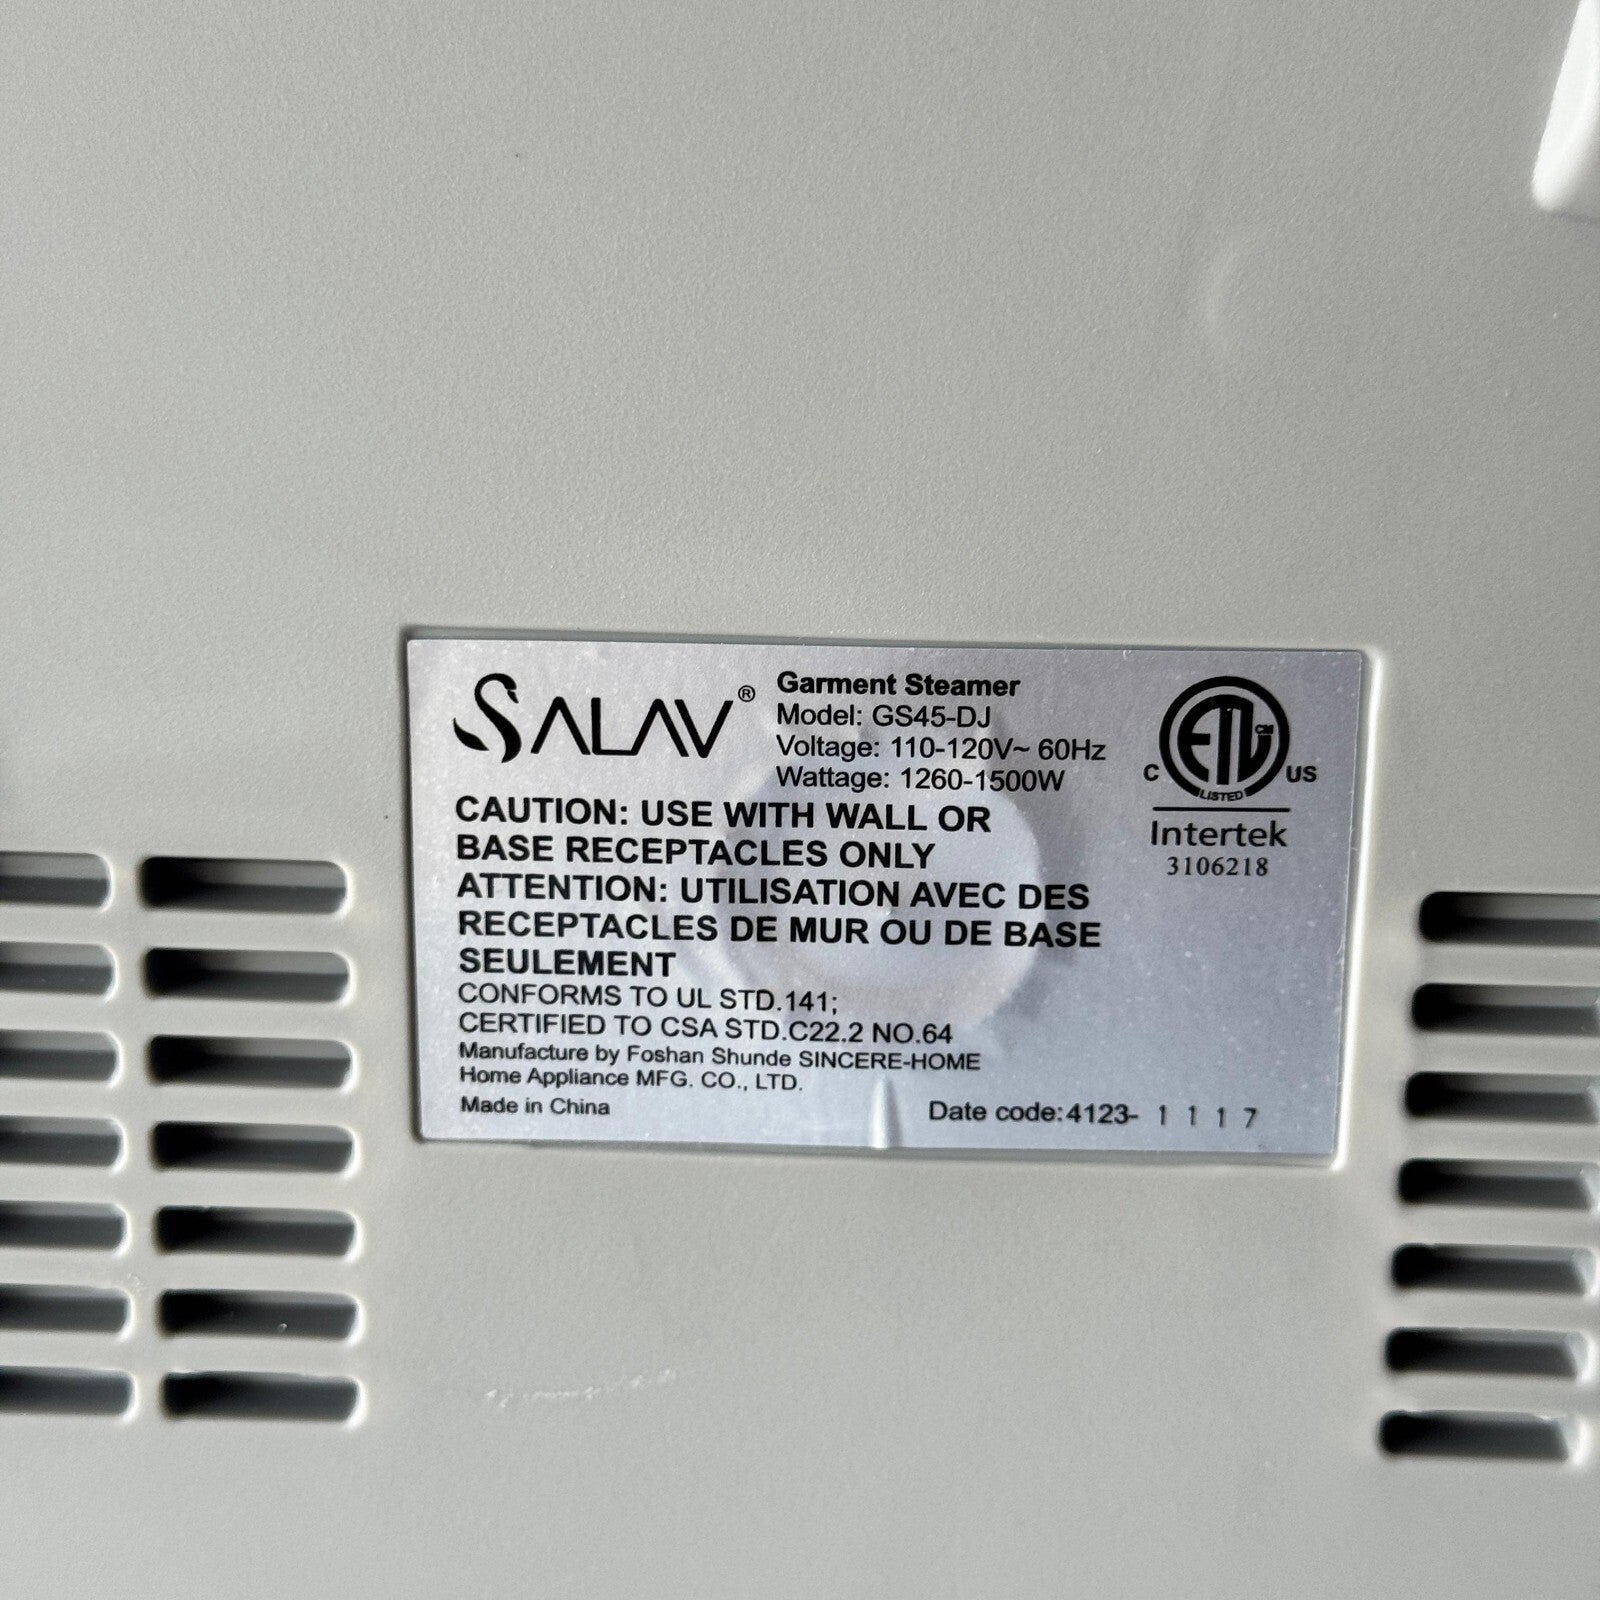 SALAV®
Garment Steamer
Model: GS45-DJ
Voltage: 110-120V~ 60Hz
Wattage: 1260-1500W
CAUTION: USE WITH WALL OR
BASE RECEPTACLES ONLY
ATTENTION: UTILISATION AVEC DES
RECEPTACLES DE MUR OU DE BASE
SEULEMENT
CONFORMS TO UL STD.141;
CERTIFIED TO CSA STD.C22.2 NO.64
Manufacture by Foshan Shunde SINCERE-HOME
Home Appliance MFG. CO., LTD.
Made in China
Date code:4123- 1 1 1 7
ETL CM
C US
LISTED
Intertek
3106218